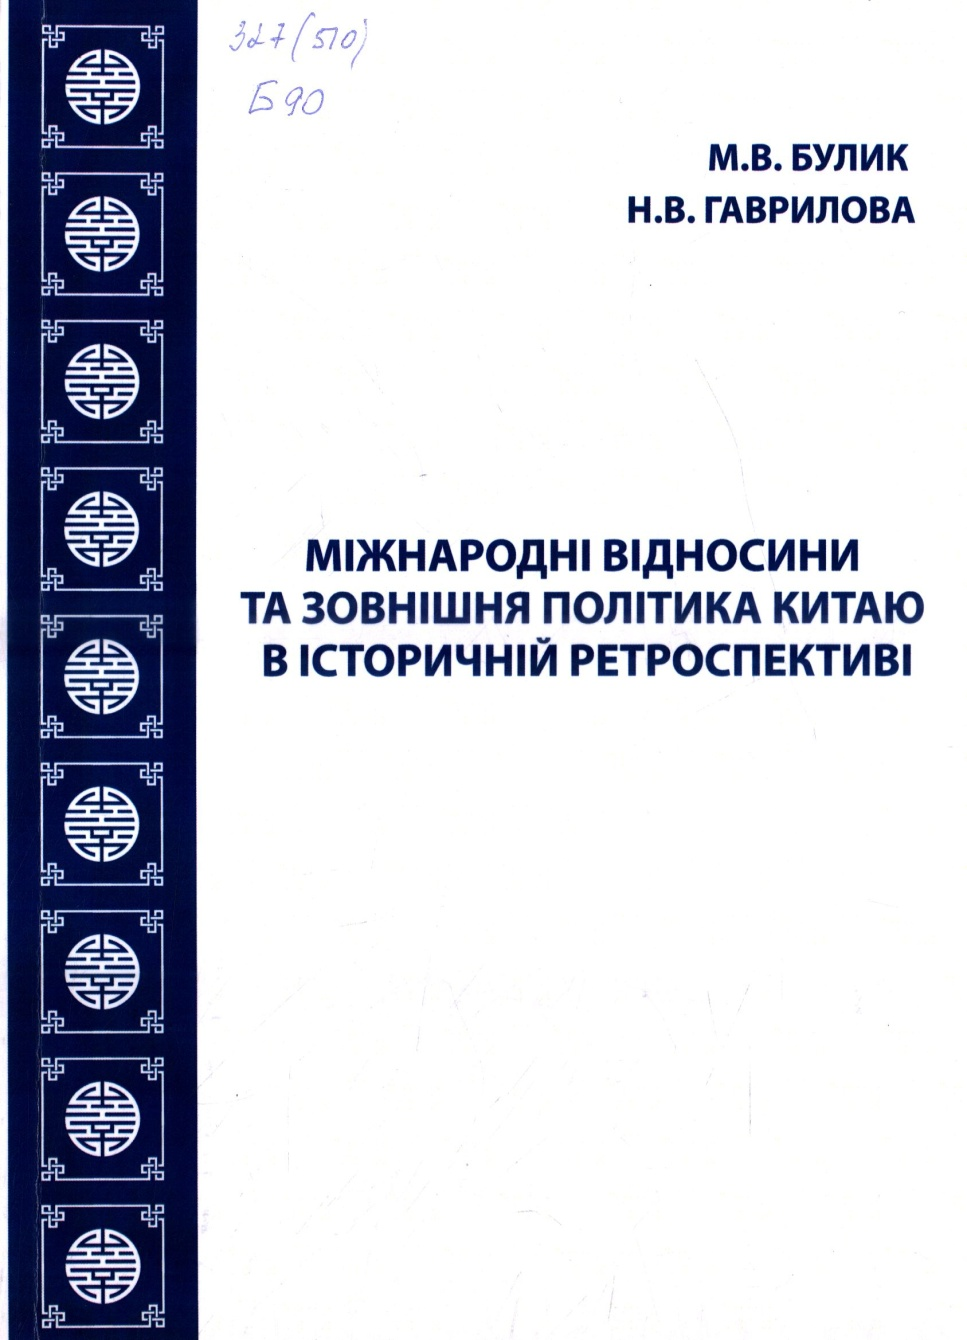 327(510)
Б90
М.В. БУЛИК
Н.В. ГАВРИЛОВА
МІЖНАРОДНІ ВІДНОСИНИ
ТА ЗОВНІШНЯ ПОЛІТИКА КИТАЮ
В ІСТОРИЧНІЙ РЕТРОСПЕКТИВІ